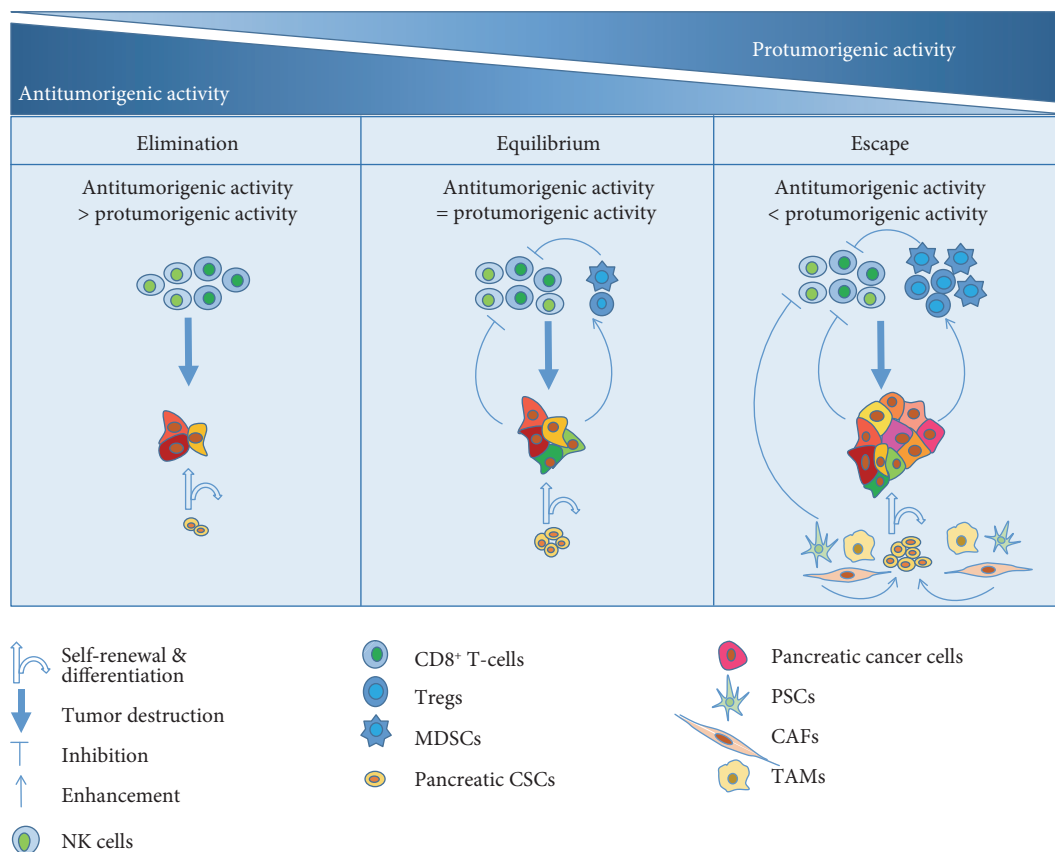 Protumorigenic activity
Antitumorigenic activity
Elimination
Equilibrium
Escape
Antitumorigenic activity
> protumorigenic activity
Antitumorigenic activity
= protumorigenic activity
Antitumorigenic activity
< protumorigenic activity
Self-renewal &
differentiation
Tumor destruction
Inhibition
Enhancement
NK cells
CD8⁺ T-cells
Tregs
MDSCs
Pancreatic CSCs
Pancreatic cancer cells
PSCs
CAFs
TAMs